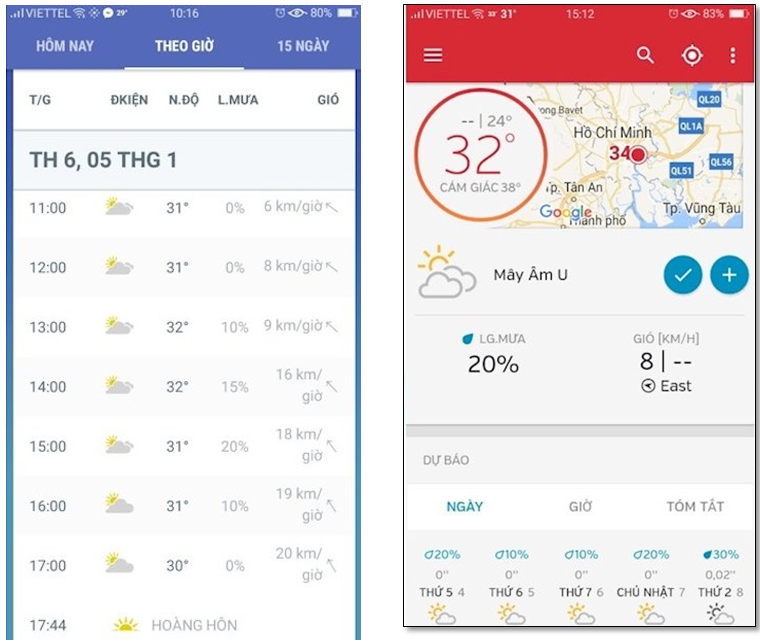 VIETTEL 29° 10:16 80%
HÔM NAY THEO GIỜ 15 NGÀY
T/G ĐKIỆN N.ĐỘ L.MƯA GIÓ
TH 6, 05 THG 1
11:00 31° 0% 6 km/giờ
12:00 31° 0% 8 km/giờ
13:00 32° 10% 9 km/giờ
14:00 32° 15% 16 km/
giờ
15:00 31° 20% 18 km/
giờ
16:00 31° 10% 19 km/
giờ
17:00 30° 0% 20 km/
giờ
17:44 HOÀNG HÔN
VIETTEL 31° 15:12 83%
QL20
ong Bavet
-- | 24°
QL1A
Hồ Chí Minh
32°
34
QL56
QL51
CẢM GIÁC 38°
Tp. Tân An
Tp. Vũng Tàu
Google
Thành phố
Mây Âm U
LG.MƯA GIÓ [KM/H]
20% 8 | --
East
DỰ BÁO
NGÀY GIỜ TÓM TẮT
20% 10% 10% 20% 30%
0'' 0'' 0'' 0'' 0,02''
THỨ 5 4 THỨ 6 5 THỨ 7 6 CHỦ NHẬT 7 THỨ 2 8